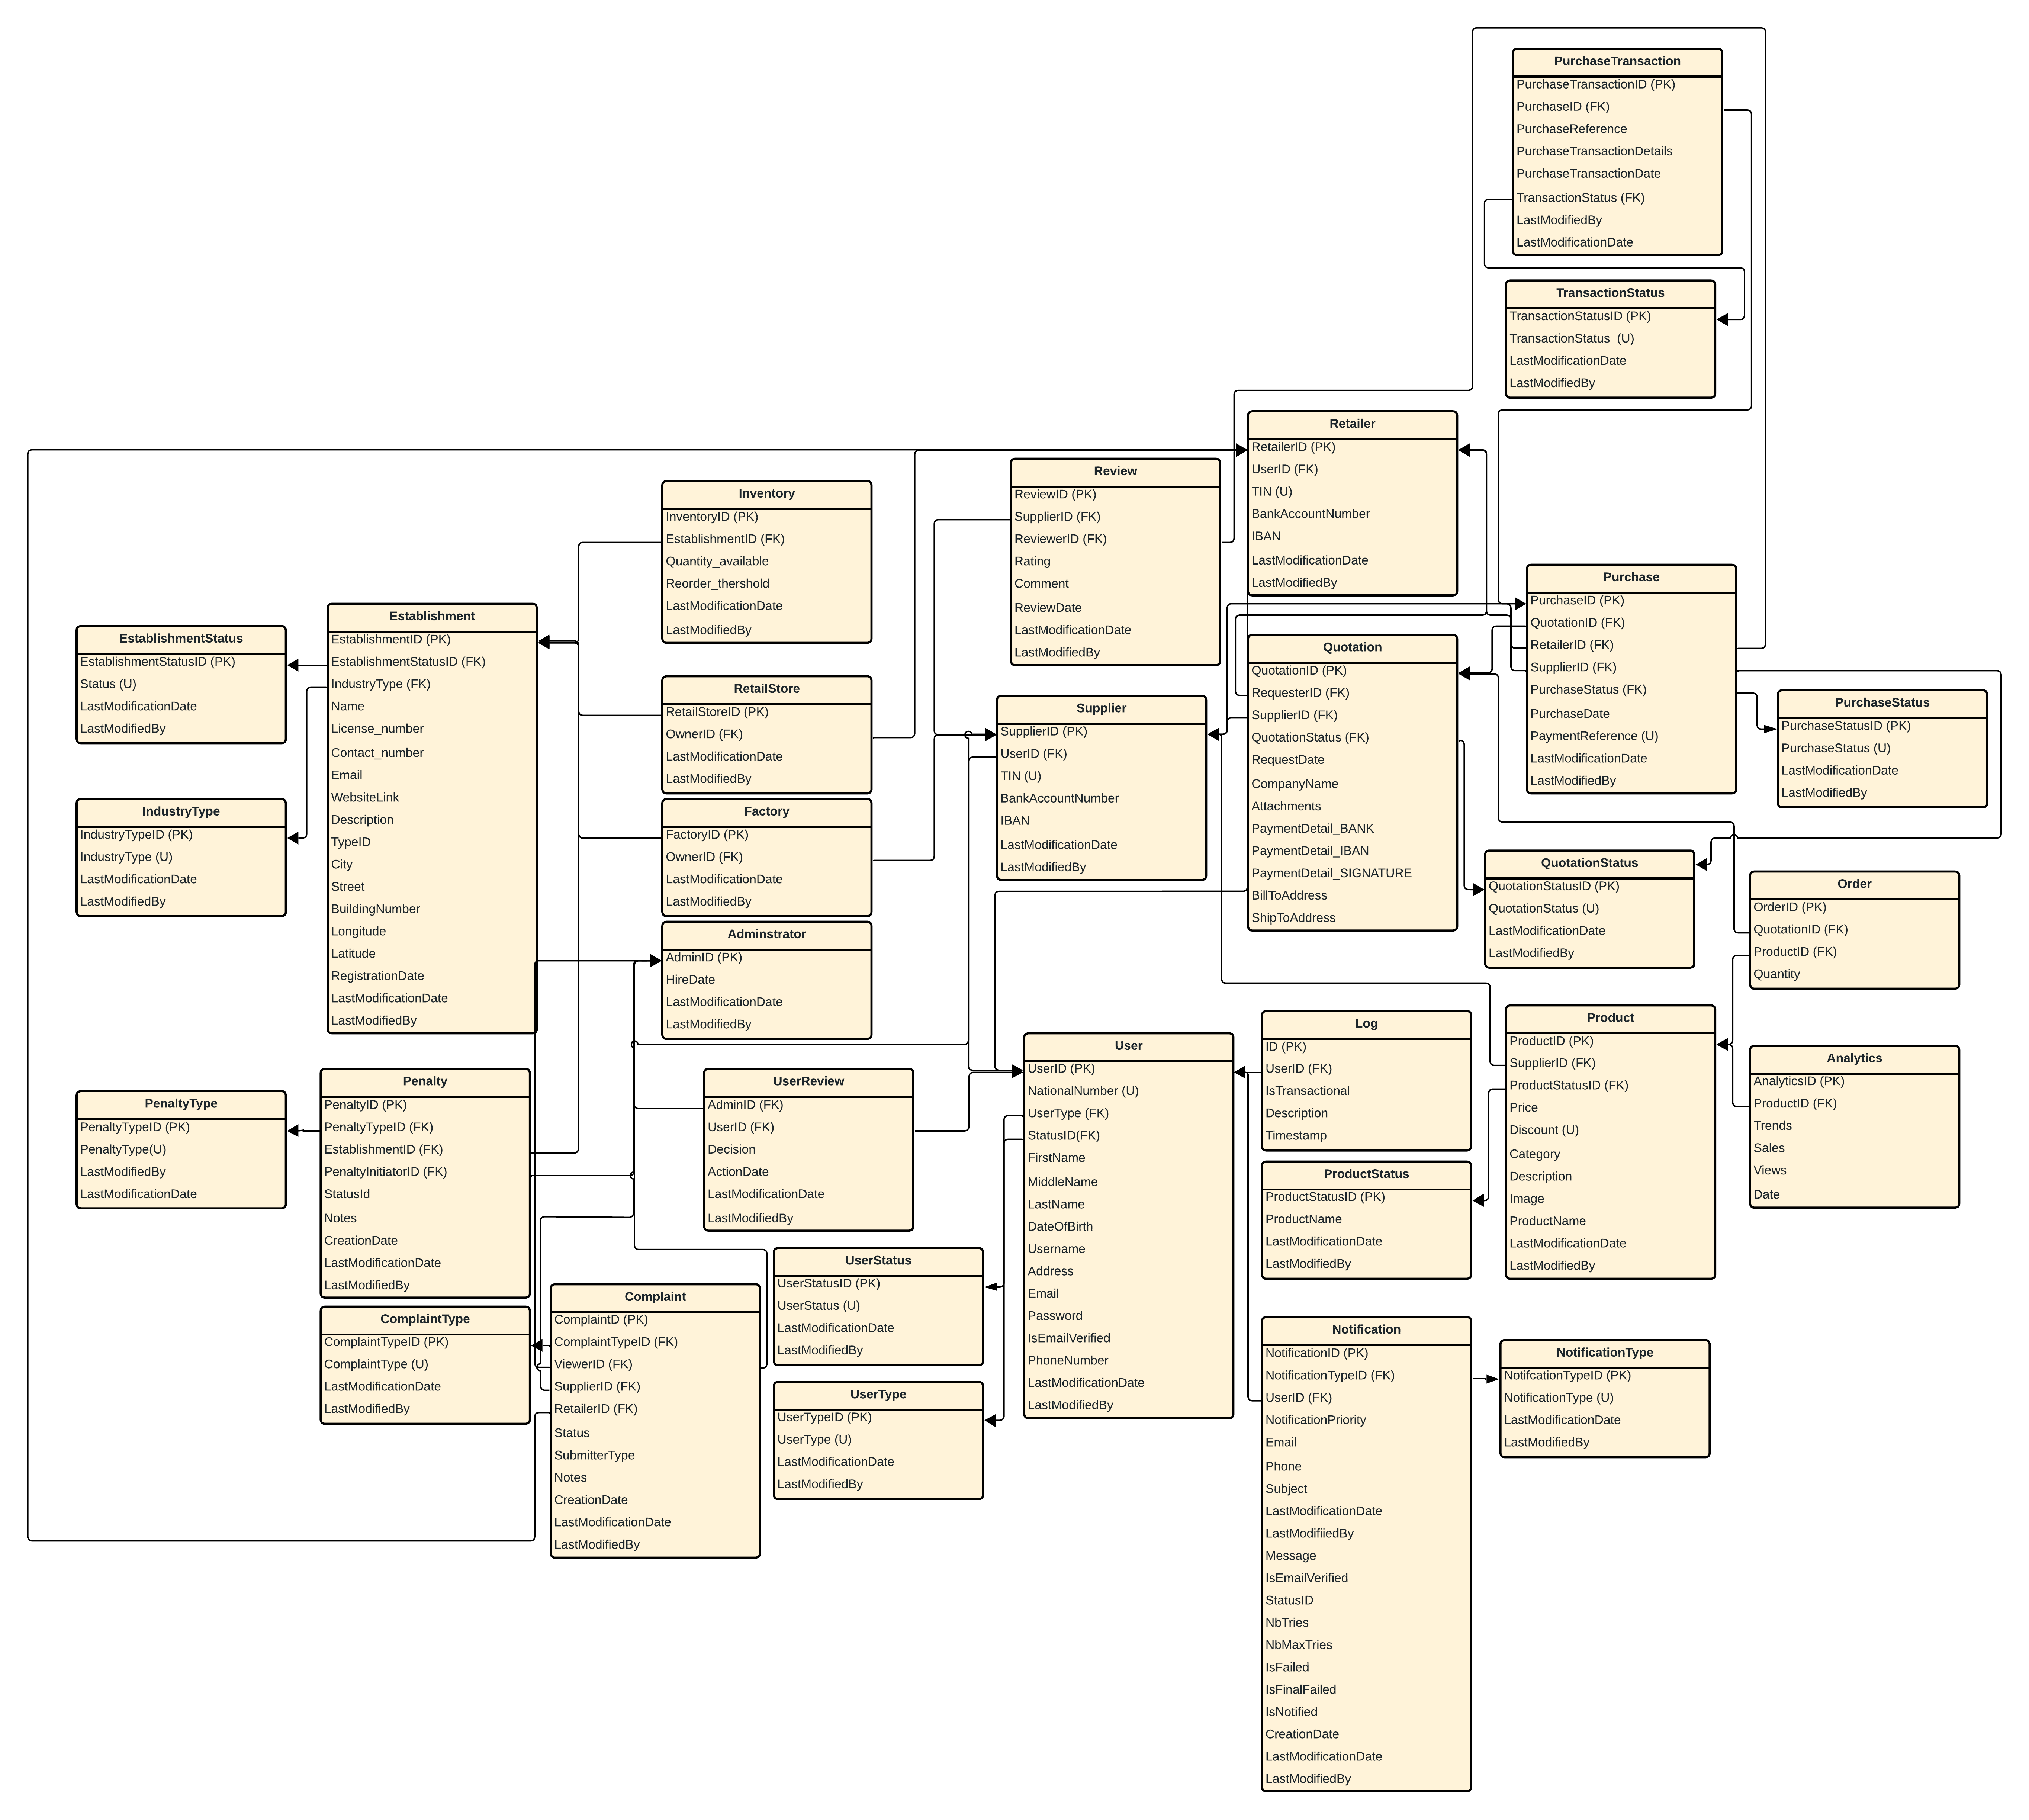 PurchaseTransaction
PurchaseTransactionID (PK)
PurchaseID (FK)
PurchaseReference
PurchaseTransactionDetails
PurchaseTransactionDate
TransactionStatus (FK)
LastModifiedBy
LastModificationDate
TransactionStatus
TransactionStatusID (PK)
TransactionStatus  (U)
LastModificationDate
LastModifiedBy
Retailer
RetailerID (PK)
UserID (FK)
TIN (U)
BankAccountNumber
IBAN
LastModificationDate
LastModifiedBy
Review
ReviewID (PK)
SupplierID (FK)
ReviewerID (FK)
Rating
Comment
ReviewDate
LastModificationDate
LastModifiedBy
Inventory
InventoryID (PK)
EstablishmentID (FK)
Quantity_available
Reorder_thershold
LastModificationDate
LastModifiedBy
Purchase
PurchaseID (PK)
QuotationID (FK)
RetailerID (FK)
SupplierID (FK)
PurchaseStatus (FK)
PurchaseDate
PaymentReference (U)
LastModificationDate
LastModifiedBy
Establishment
EstablishmentID (PK)
EstablishmentStatusID (FK)
IndustryType (FK)
Name
License_number
Contact_number
Email
WebsiteLink
Description
TypeID
City
Street
BuildingNumber
Longitude
Latitude
RegistrationDate
LastModificationDate
LastModifiedBy
EstablishmentStatus
EstablishmentStatusID (PK)
Status (U)
LastModificationDate
LastModifiedBy
Quotation
QuotationID (PK)
RequesterID (FK)
SupplierID (FK)
QuotationStatus (FK)
RequestDate
CompanyName
Attachments
PaymentDetail_BANK
PaymentDetail_IBAN
PaymentDetail_SIGNATURE
BillToAddress
ShipToAddress
RetailStore
RetailStoreID (PK)
OwnerID (FK)
LastModificationDate
LastModifiedBy
PurchaseStatus
PurchaseStatusID (PK)
PurchaseStatus (U)
LastModificationDate
LastModifiedBy
Supplier
SupplierID (PK)
UserID (FK)
TIN (U)
BankAccountNumber
IBAN
LastModificationDate
LastModifiedBy
IndustryType
IndustryTypeID (PK)
IndustryType (U)
LastModificationDate
LastModifiedBy
Factory
FactoryID (PK)
OwnerID (FK)
LastModificationDate
LastModifiedBy
QuotationStatus
QuotationStatusID (PK)
QuotationStatus (U)
LastModificationDate
LastModifiedBy
Order
OrderID (PK)
QuotationID (FK)
ProductID (FK)
Quantity
Adminstrator
AdminID (PK)
HireDate
LastModificationDate
LastModifiedBy
Product
ProductID (PK)
SupplierID (FK)
ProductStatusID (FK)
Price
Discount (U)
Category
Description
Image
ProductName
LastModificationDate
LastModifiedBy
Log
ID (PK)
UserID (FK)
IsTransactional
Description
Timestamp
User
UserID (PK)
NationalNumber (U)
UserType (FK)
StatusID(FK)
FirstName
MiddleName
LastName
DateOfBirth
Username
Address
Email
Password
IsEmailVerified
PhoneNumber
LastModificationDate
LastModifiedBy
Analytics
AnalyticsID (PK)
ProductID (FK)
Trends
Sales
Views
Date
Penalty
PenaltyID (PK)
PenaltyTypeID (FK)
EstablishmentID (FK)
PenaltyInitiatorID (FK)
StatusId
Notes
CreationDate
LastModificationDate
LastModifiedBy
UserReview
AdminID (FK)
UserID (FK)
Decision
ActionDate
LastModificationDate
LastModifiedBy
PenaltyType
PenaltyTypeID (PK)
PenaltyType(U)
LastModifiedBy
LastModificationDate
ProductStatus
ProductStatusID (PK)
ProductName
LastModificationDate
LastModifiedBy
UserStatus
UserStatusID (PK)
UserStatus (U)
LastModificationDate
LastModifiedBy
Complaint
ComplaintD (PK)
ComplaintTypeID (FK)
ViewerID (FK)
SupplierID (FK)
RetailerID (FK)
Status
SubmitterType
Notes
CreationDate
LastModificationDate
LastModifiedBy
ComplaintType
ComplaintTypeID (PK)
ComplaintType (U)
LastModificationDate
LastModifiedBy
Notification
NotificationID (PK)
NotificationTypeID (FK)
UserID (FK)
NotificationPriority
Email
Phone
Subject
LastModificationDate
LastModifiiedBy
Message
IsEmailVerified
StatusID
NbTries
NbMaxTries
IsFailed
IsFinalFailed
IsNotified
CreationDate
LastModificationDate
LastModifiedBy
NotificationType
NotifcationTypeID (PK)
NotificationType (U)
LastModificationDate
LastModifiedBy
UserType
UserTypeID (PK)
UserType (U)
LastModificationDate
LastModifiedBy